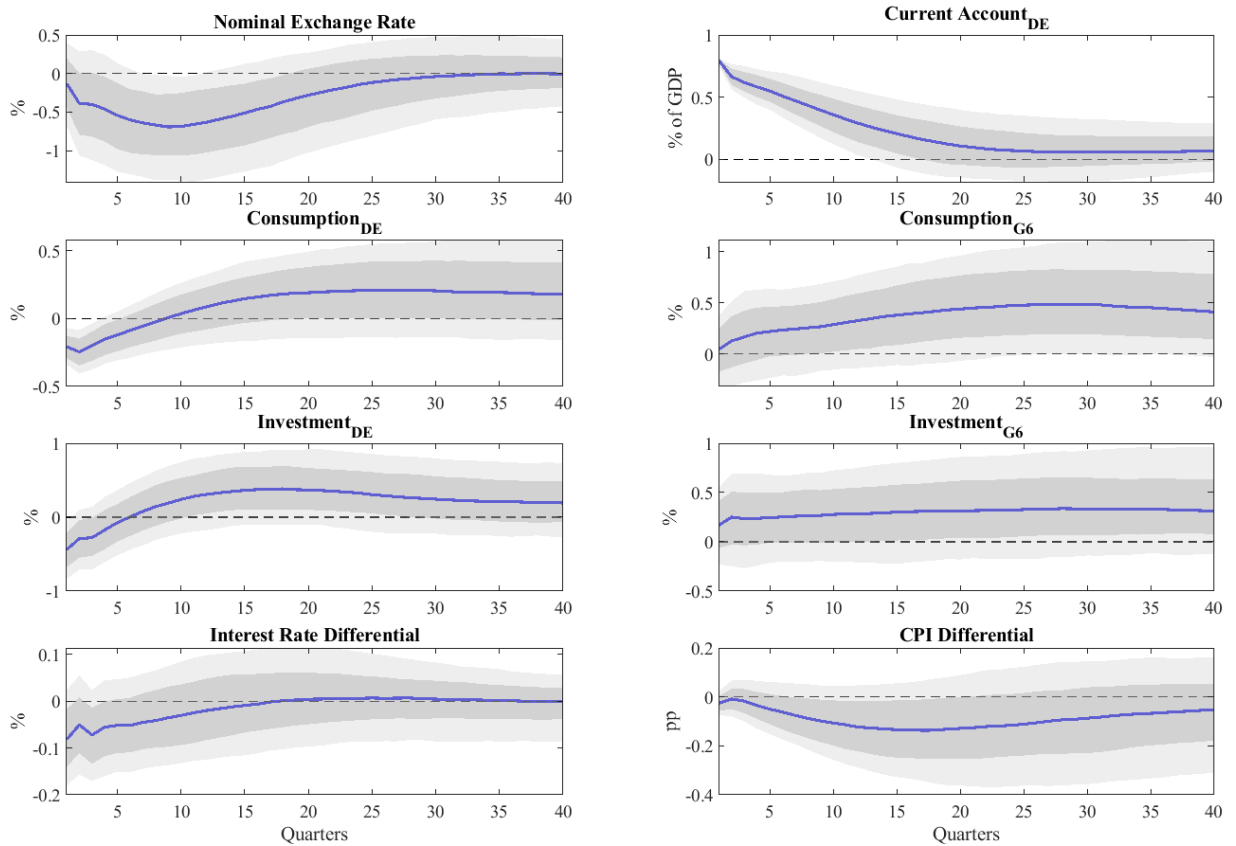 Nominal Exchange Rate
0.5
0
-0.5
-1
%
5 10 15 20 25 30 35 40
Current Account_DE
1
0.5
0
% of GDP
5 10 15 20 25 30 35 40
Consumption_DE
0.5
0
-0.5
%
5 10 15 20 25 30 35 40
Consumption_G6
1
0.5
0
%
5 10 15 20 25 30 35 40
Investment_DE
1
0
-1
%
5 10 15 20 25 30 35 40
Investment_G6
1
0.5
0
-0.5
%
5 10 15 20 25 30 35 40
Interest Rate Differential
0.1
0
-0.1
-0.2
%
5 10 15 20 25 30 35 40
Quarters
CPI Differential
0.2
0
-0.2
-0.4
pp
5 10 15 20 25 30 35 40
Quarters